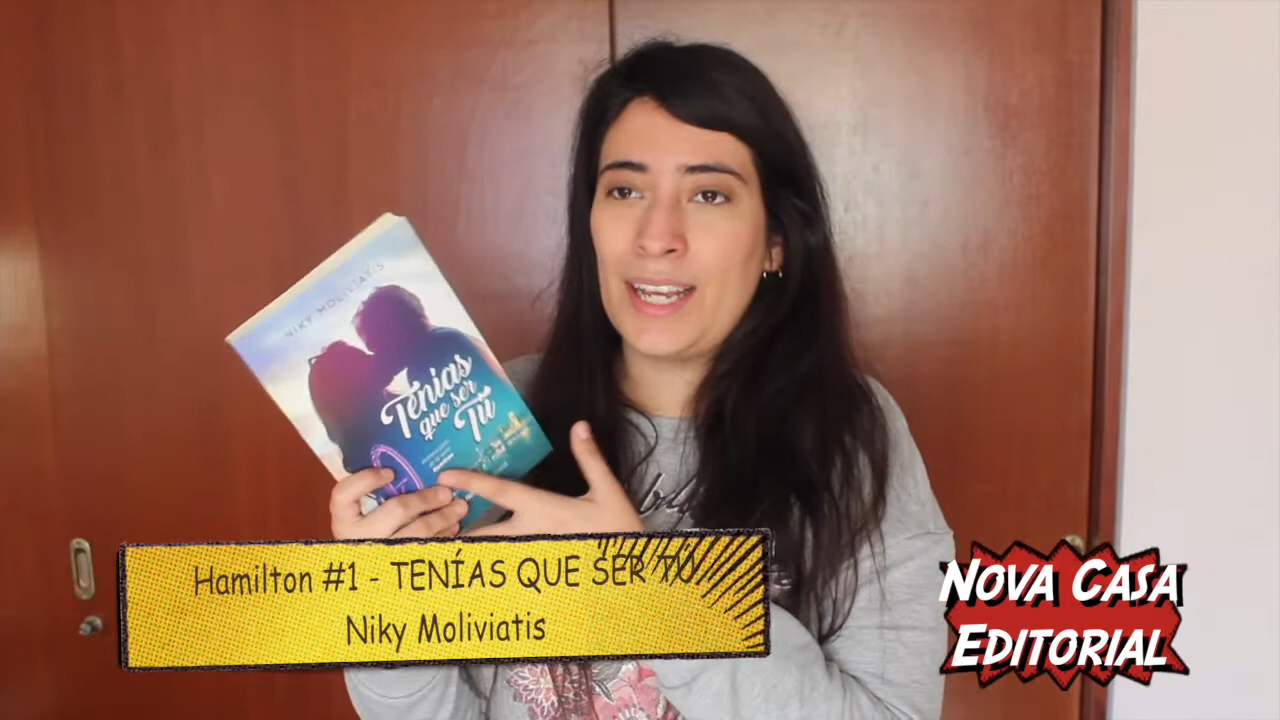 NIKY MOLIVIATIS
Tenías
que ser
Tú
Hamilton #1 - TENÍAS QUE SER TÚ
Niky Moliviatis
NOVA CASA
EDITORIAL